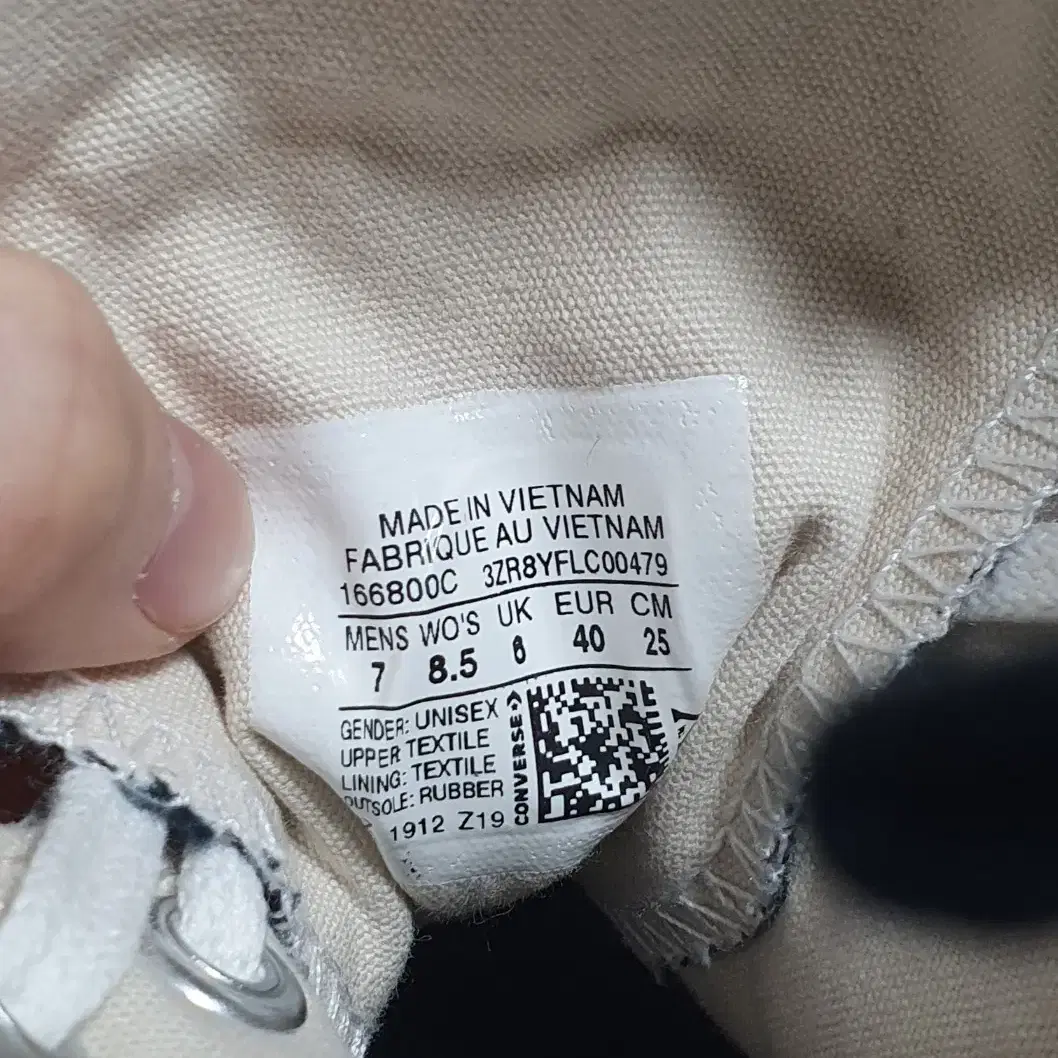 MADE IN VIETNAM
FABRIQUE AU VIETNAM
166800C 3ZR8YFLC00479
MENS WO'S UK EUR CM
7 8.5 6 40 25
GENDER: UNISEX
UPPER TEXTILE
LINING: TEXTILE
OUTSOLE: RUBBER
1912 Z19
CONVERSE